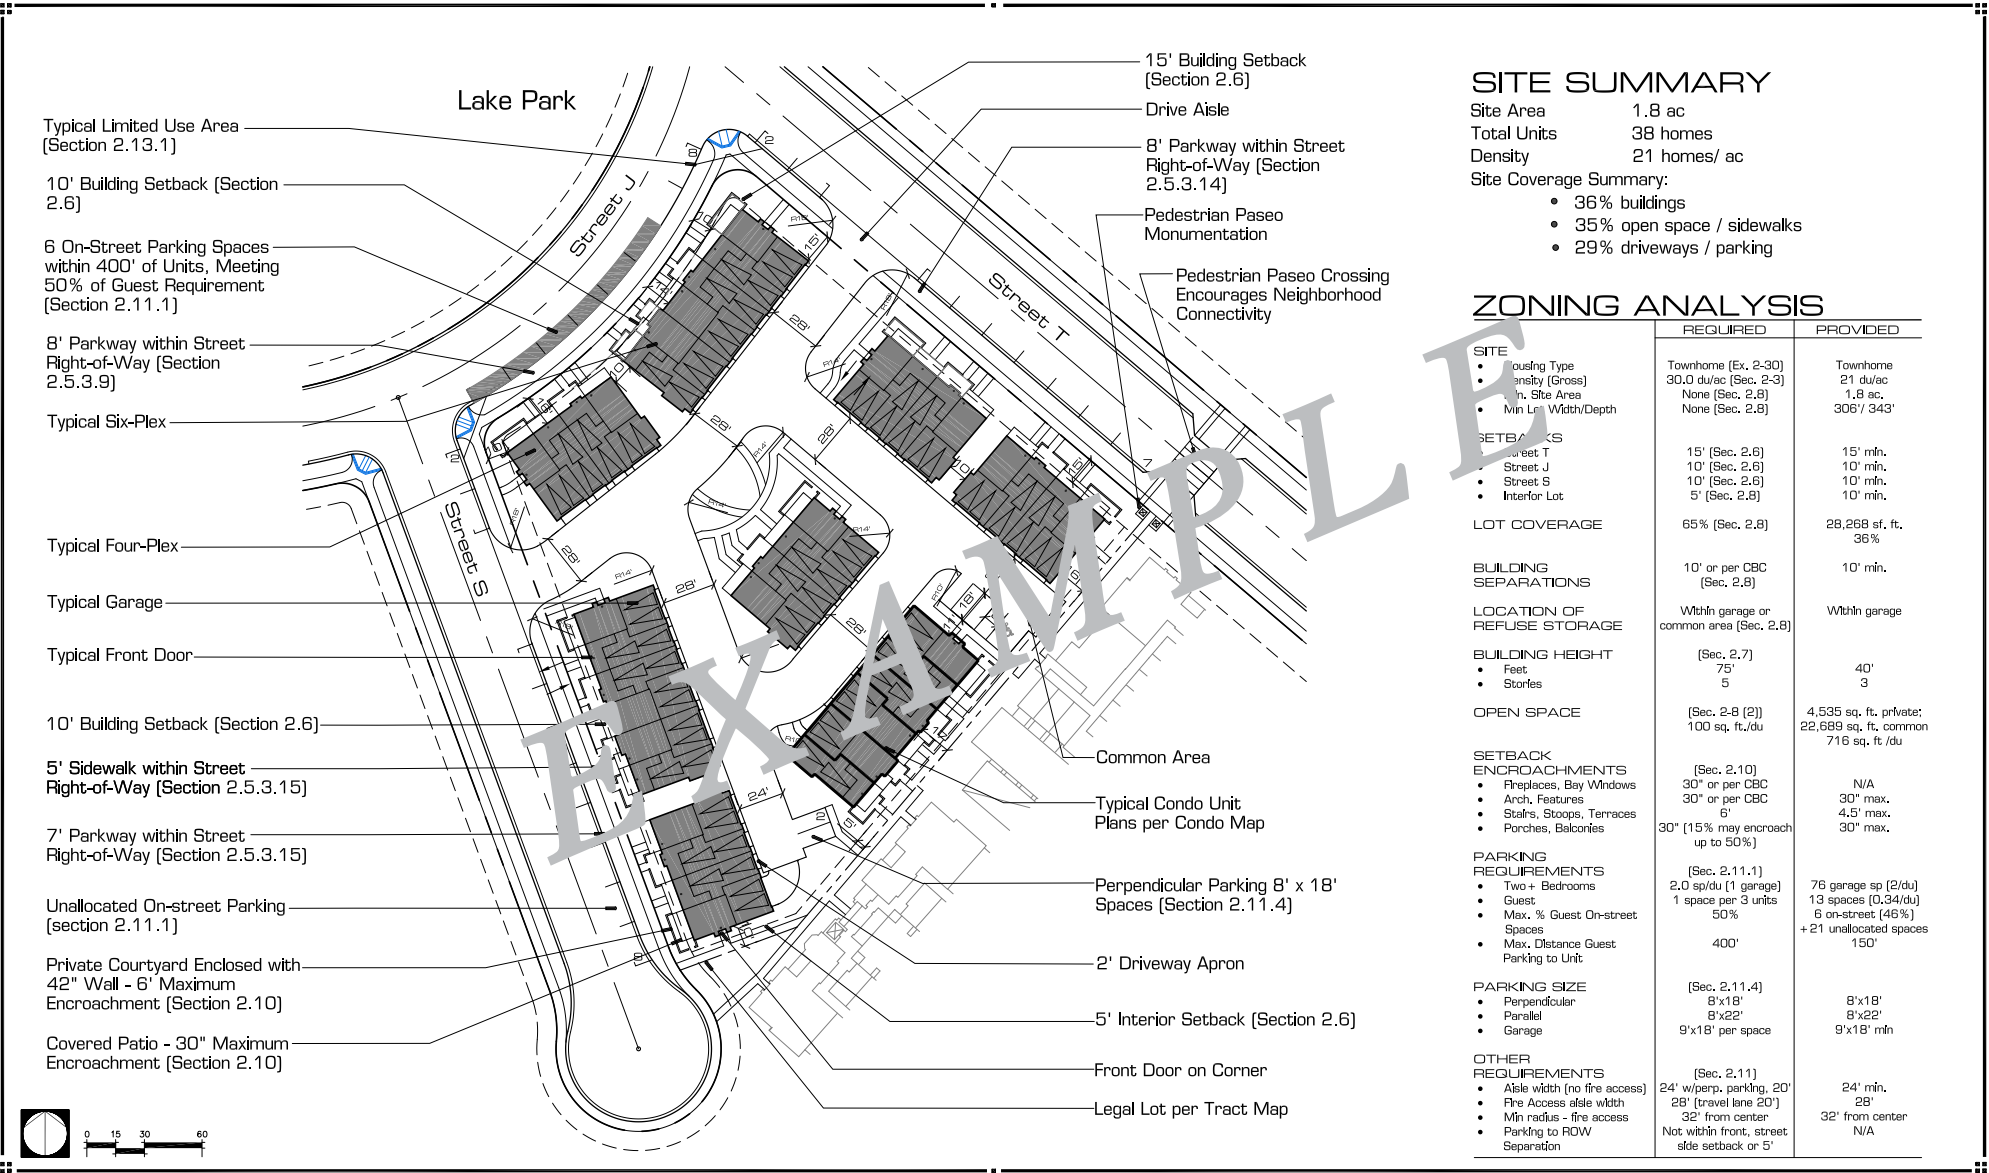 Lake Park
Typical Limited Use Area
(Section 2.13.1)
10' Building Setback (Section
2.6)
6 On-Street Parking Spaces
within 400' of Units, Meeting
50% of Guest Requirement
(Section 2.11.1)
8' Parkway within Street
Right-of-Way (Section
2.5.3.9)
Typical Six-Plex
Typical Four-Plex
Typical Garage
Typical Front Door
10' Building Setback (Section 2.6)
5' Sidewalk within Street
Right-of-Way (Section 2.5.3.15)
7' Parkway within Street
Right-of-Way (Section 2.5.3.15)
Unallocated On-street Parking
(section 2.11.1)
Private Courtyard Enclosed with
42" Wall - 6' Maximum
Encroachment (Section 2.10)
Covered Patio - 30" Maximum
Encroachment (Section 2.10)
0 15 30 60
Street J
Street T
Street S
28'
28'
28'
28'
28'
28'
24'
15'
15'
18'
R14'
R14'
R14'
R14'
R10'
EXAMPLE
15' Building Setback
(Section 2.6)
Drive Aisle
8' Parkway within Street
Right-of-Way (Section
2.5.3.14)
Pedestrian Paseo
Monumentation
Pedestrian Paseo Crossing
Encourages Neighborhood
Connectivity
Common Area
Typical Condo Unit
Plans per Condo Map
Perpendicular Parking 8' x 18'
Spaces (Section 2.11.4)
2' Driveway Apron
5' Interior Setback (Section 2.6)
Front Door on Corner
Legal Lot per Tract Map
SITE SUMMARY
Site Area 1.8 ac
Total Units 38 homes
Density 21 homes/ ac
Site Coverage Summary:
• 36% buildings
• 35% open space / sidewalks
• 29% driveways / parking
ZONING ANALYSIS
REQUIRED PROVIDED
SITE
• Housing Type Townhome (Ex. 2-30) Townhome
• Density (Gross) 30.0 du/ac (Sec. 2-3) 21 du/ac
• Min. Site Area None (Sec. 2.8) 1.8 ac.
• Min Lot Width/Depth None (Sec. 2.8) 306'/ 343'
SETBACKS
• Street T 15' (Sec. 2.6) 15' min.
• Street J 10' (Sec. 2.6) 10' min.
• Street S 10' (Sec. 2.6) 10' min.
• Interior Lot 5' (Sec. 2.8) 10' min.
LOT COVERAGE 65% (Sec. 2.8) 28,268 sf. ft.
36%
BUILDING 10' or per CBC 10' min.
SEPARATIONS (Sec. 2.8)
LOCATION OF Within garage or Within garage
REFUSE STORAGE common area (Sec. 2.8)
BUILDING HEIGHT (Sec. 2.7)
• Feet 75' 40'
• Stories 5 3
OPEN SPACE (Sec. 2-8 (2)) 4,535 sq. ft. private;
100 sq. ft./du 22,689 sq. ft. common
716 sq. ft /du
SETBACK
ENCROACHMENTS (Sec. 2.10)
• Fireplaces, Bay Windows 30" or per CBC N/A
• Arch. Features 30" or per CBC 30" max.
• Stairs, Stoops, Terraces 6' 4.5' max.
• Porches, Balconies 30" (15% may encroach 30" max.
up to 50%)
PARKING
REQUIREMENTS (Sec. 2.11.1)
• Two+ Bedrooms 2.0 sp/du (1 garage) 76 garage sp (2/du)
• Guest 1 space per 3 units 13 spaces (0.34/du)
• Max. % Guest On-street 50% 6 on-street (46%)
Spaces +21 unallocated spaces
• Max. Distance Guest 400' 150'
Parking to Unit
PARKING SIZE (Sec. 2.11.4)
• Perpendicular 8'x18' 8'x18'
• Parallel 8'x22' 8'x22'
• Garage 9'x18' per space 9'x18' min
OTHER
REQUIREMENTS (Sec. 2.11)
• Aisle width (no fire access) 24' w/perp. parking, 20' 24' min.
• Fire Access aisle width 28' (travel lane 20') 28'
• Min radius - fire access 32' from center 32' from center
• Parking to ROW Not within front, street N/A
Separation side setback or 5'